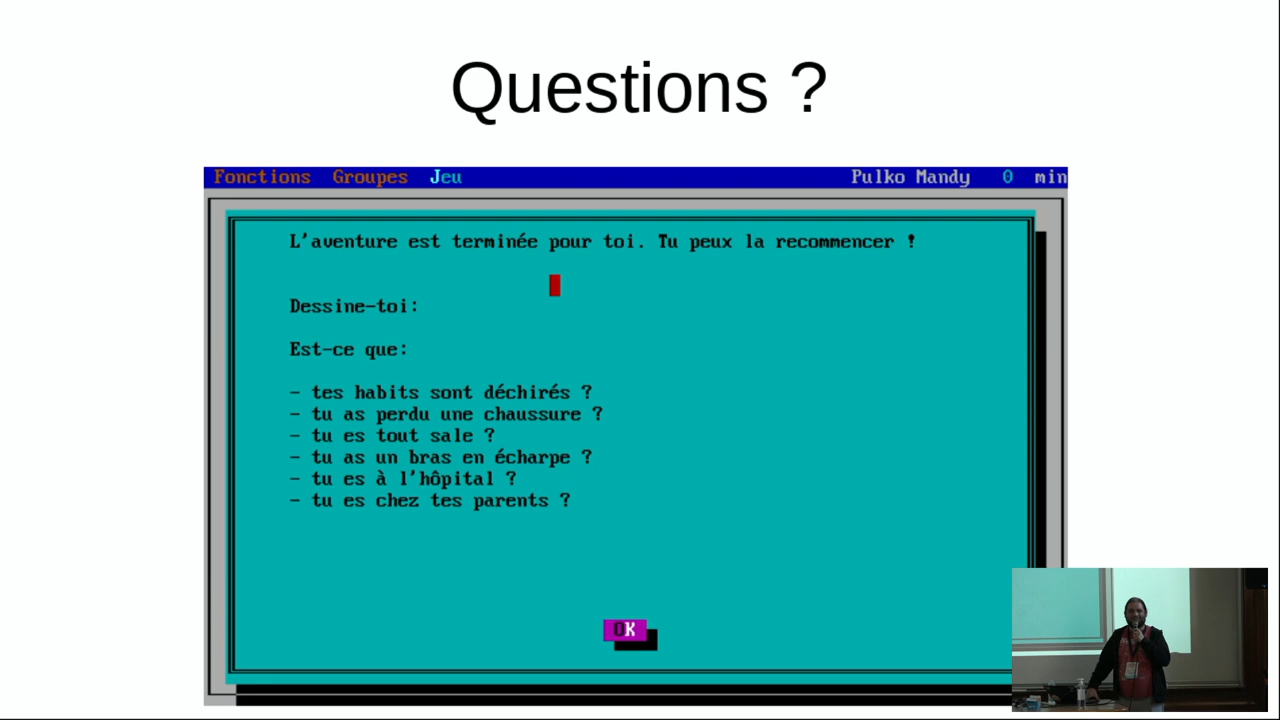 Questions ?
Fonctions Groupes Jeu Pulko Mandy 0 min
L'aventure est terminée pour toi. Tu peux la recommencer !
Dessine-toi:
Est-ce que:
- tes habits sont déchirés ?
- tu as perdu une chaussure ?
- tu es tout sale ?
- tu as un bras en écharpe ?
- tu es à l'hôpital ?
- tu es chez tes parents ?
OK